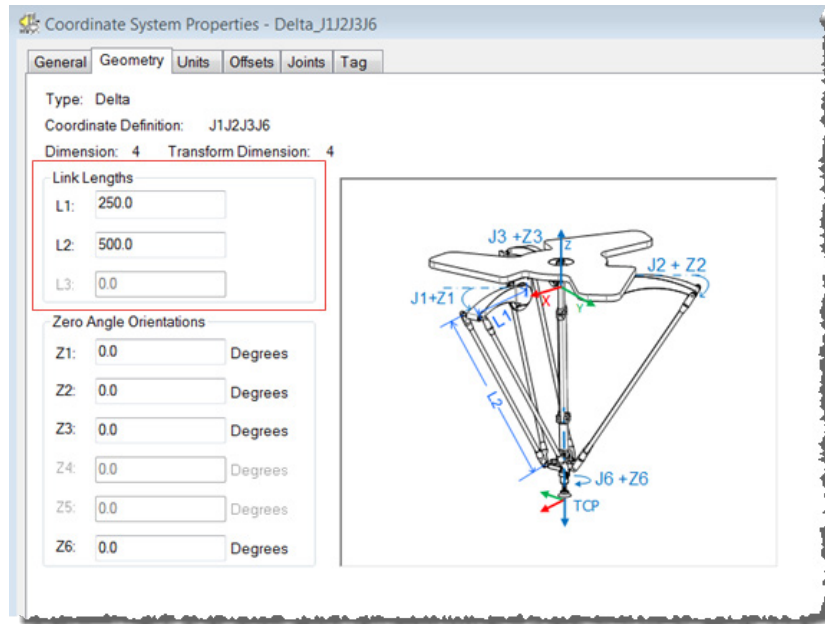 Coordinate System Properties - Delta_J1J2J3J6
General Geometry Units Offsets Joints Tag
Type: Delta
Coordinate Definition: J1J2J3J6
Dimension: 4 Transform Dimension: 4
Link Lengths
L1: 250.0
L2: 500.0
L3: 0.0
Zero Angle Orientations
Z1: 0.0 Degrees
Z2: 0.0 Degrees
Z3: 0.0 Degrees
Z4: 0.0 Degrees
Z5: 0.0 Degrees
Z6: 0.0 Degrees
J3 +Z3
Z
J2 + Z2
J1+Z1
X
Y
L1
L2
J6 +Z6
TCP